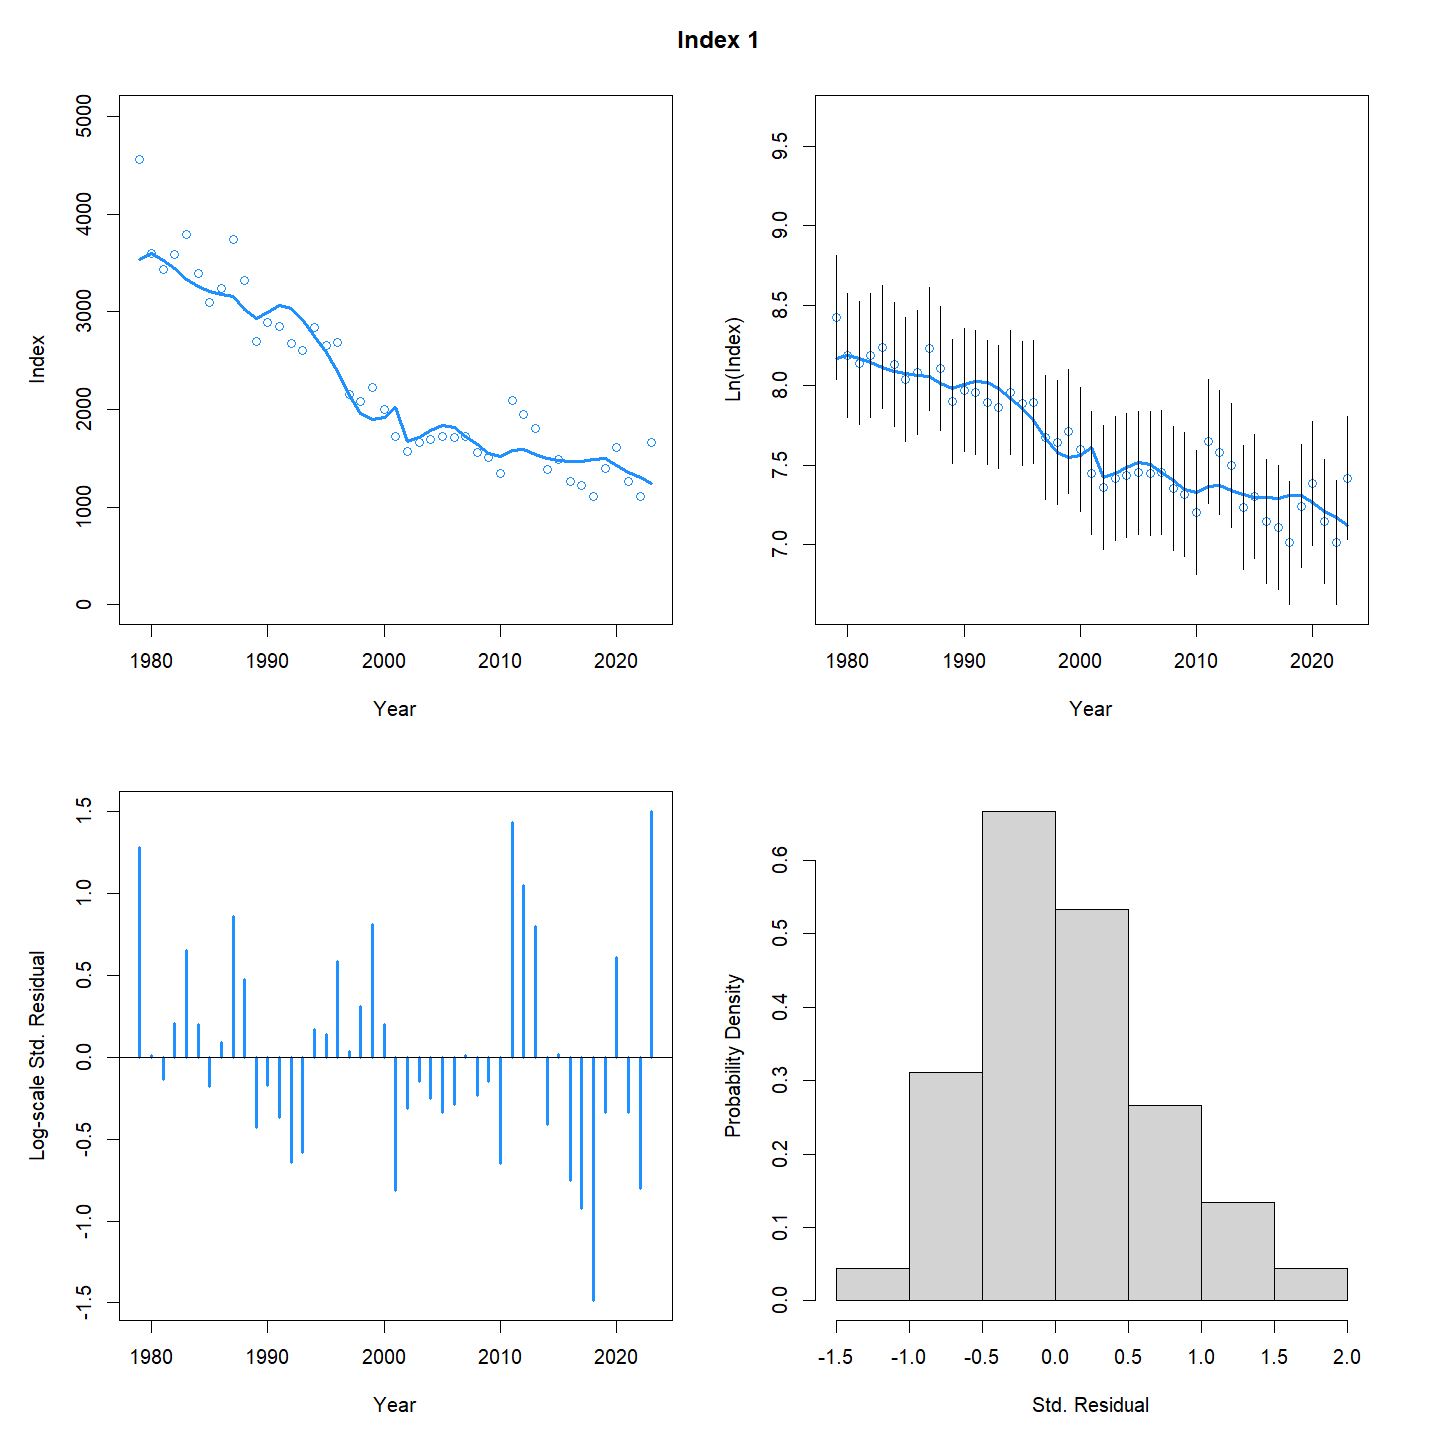 Index 1
Index
5000
4000
3000
2000
1000
0
1980 1990 2000 2010 2020
Year
Ln(Index)
9.5
9.0
8.5
8.0
7.5
7.0
1980 1990 2000 2010 2020
Year
Log-scale Std. Residual
1.5
1.0
0.5
0.0
-0.5
-1.0
-1.5
1980 1990 2000 2010 2020
Year
Probability Density
0.6
0.5
0.4
0.3
0.2
0.1
0.0
-1.5 -1.0 -0.5 0.0 0.5 1.0 1.5 2.0
Std. Residual